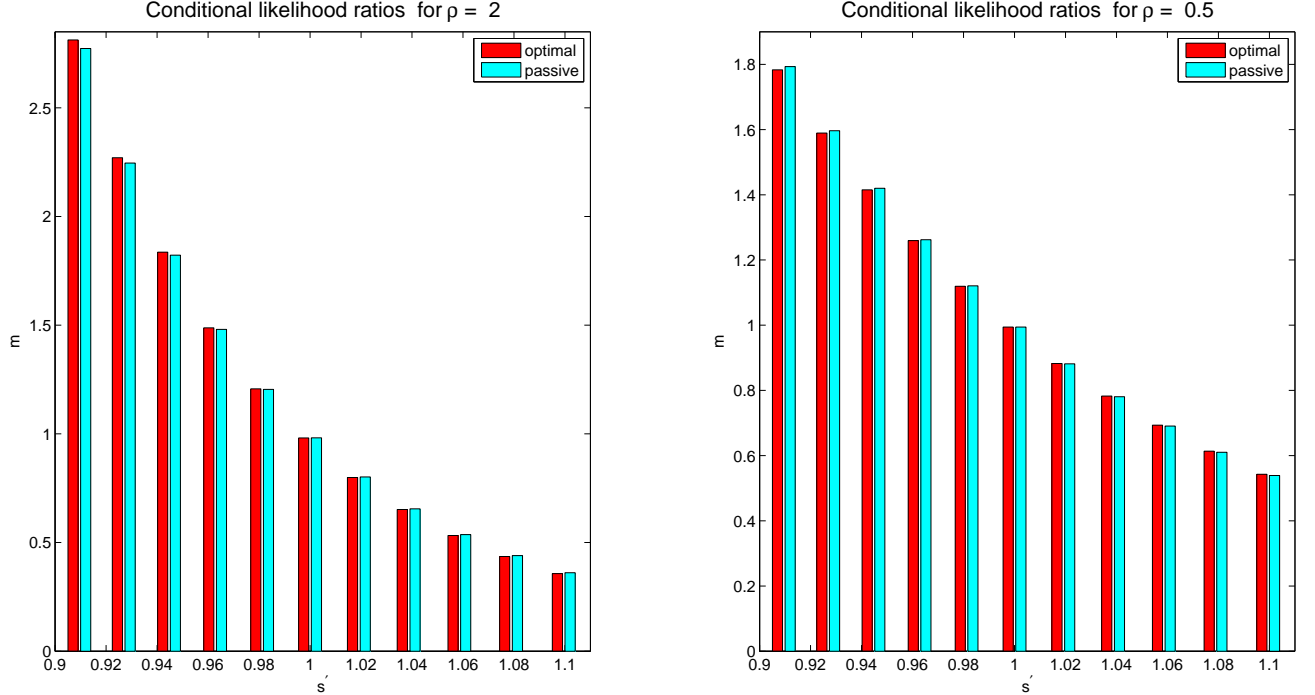 Conditional likelihood ratios for ρ = 2
optimal
passive
2.5
2
1.5
1
0.5
0
m
0.9 0.92 0.94 0.96 0.98 1 1.02 1.04 1.06 1.08 1.1
s′
Conditional likelihood ratios for ρ = 0.5
optimal
passive
1.8
1.6
1.4
1.2
1
0.8
0.6
0.4
0.2
0
m
0.9 0.92 0.94 0.96 0.98 1 1.02 1.04 1.06 1.08 1.1
s′